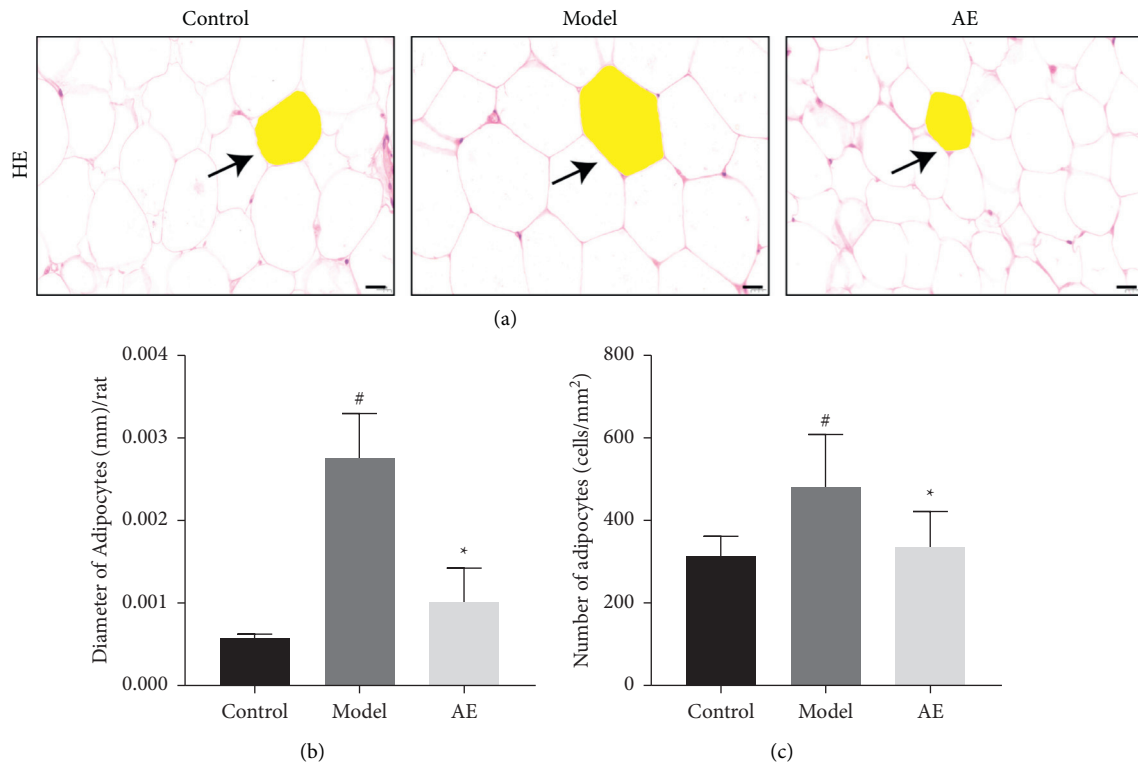 Control
Model
AE
HE
(a)
Diameter of Adipocytes (mm)/rat
0.004
0.003
0.002
0.001
0.000
#
*
Control
Model
AE
(b)
Number of adipocytes (cells/mm²)
800
600
400
200
0
#
*
Control
Model
AE
(c)